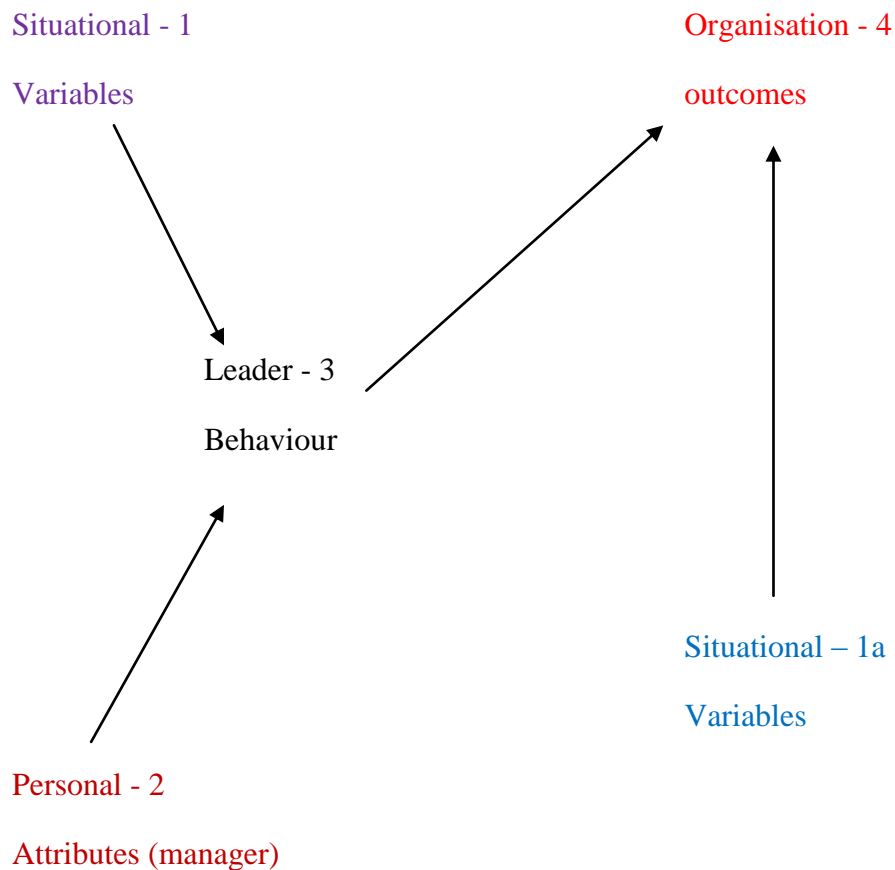 Situational - 1
Variables
Organisation - 4
outcomes
Leader - 3
Behaviour
Situational – 1a
Variables
Personal - 2
Attributes (manager)